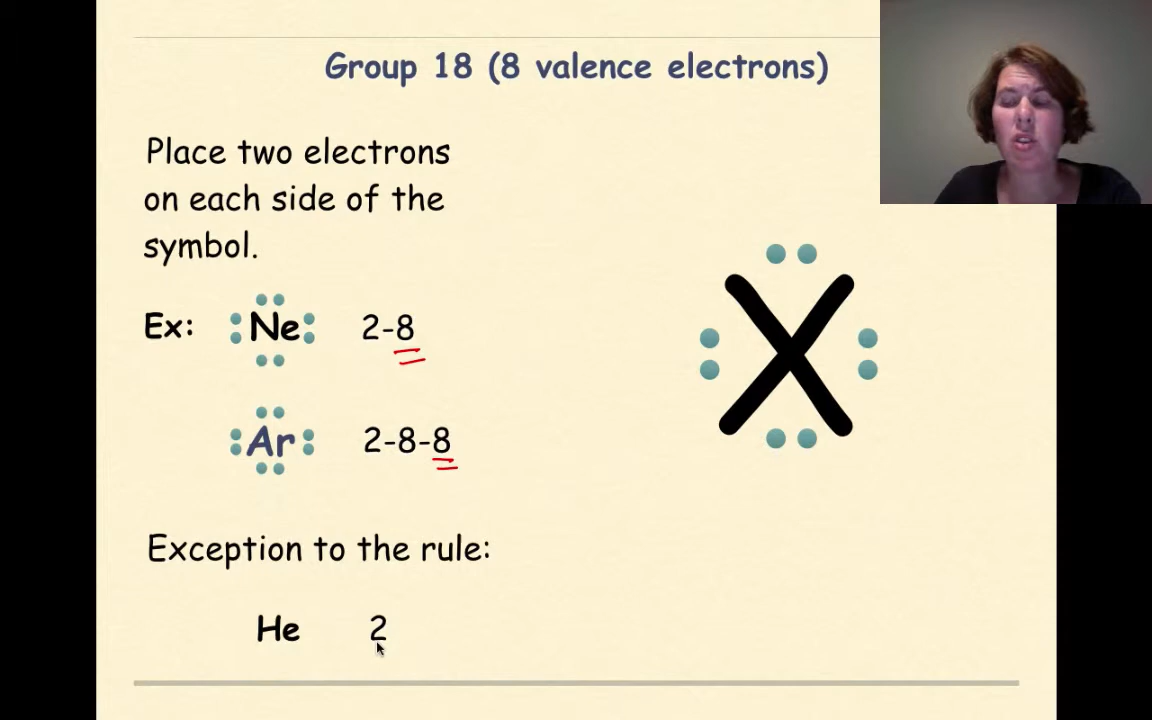 Group 18 (8 valence electrons)
Place two electrons
on each side of the
symbol.
Ex: Ne 2-8
Ar 2-8-8
X
Exception to the rule:
He 2